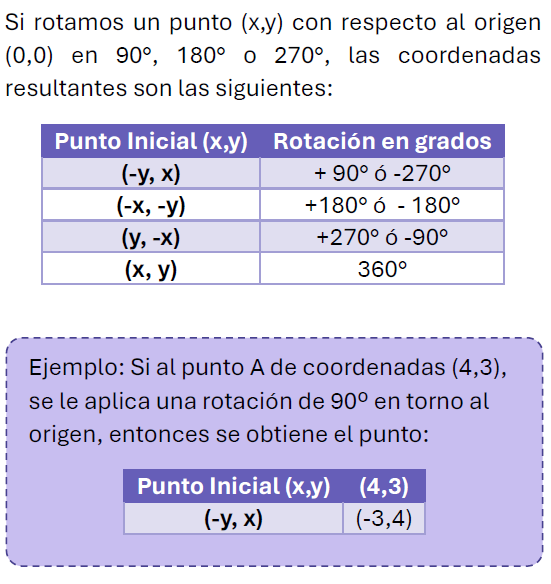 Si rotamos un punto (x,y) con respecto al origen
(0,0) en 90°, 180° o 270°, las coordenadas
resultantes son las siguientes:
Punto Inicial (x,y) Rotación en grados
(-y, x) + 90° ó -270°
(-x, -y) +180° ó - 180°
(y, -x) +270° ó -90°
(x, y) 360°
Ejemplo: Si al punto A de coordenadas (4,3),
se le aplica una rotación de 90º en torno al
origen, entonces se obtiene el punto:
Punto Inicial (x,y) (4,3)
(-y, x) (-3,4)